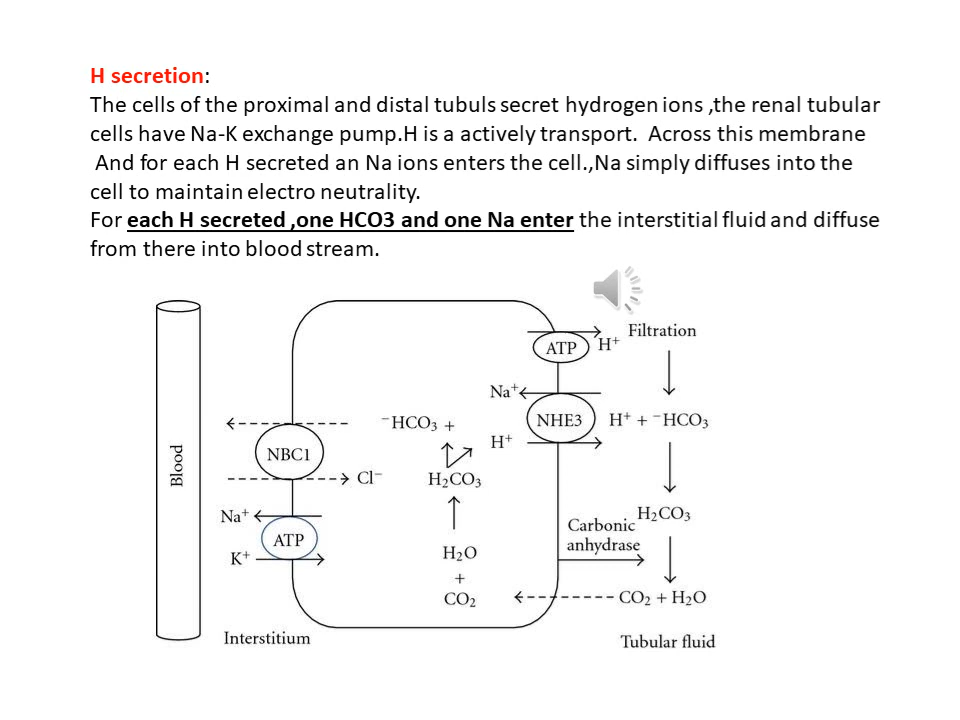 H secretion:
The cells of the proximal and distal tubuls secret hydrogen ions ,the renal tubular
cells have Na-K exchange pump.H is a actively transport.  Across this membrane
And for each H secreted an Na ions enters the cell.,Na simply diffuses into the
cell to maintain electro neutrality.
For each H secreted ,one HCO3 and one Na enter the interstitial fluid and diffuse
from there into blood stream.
Filtration
ATP
H⁺
Na⁺
NHE3
H⁺ + ⁻HCO₃
⁻HCO₃ +
H⁺
NBC1
Blood
Cl⁻
H₂CO₃
Na⁺
ATP
K⁺
H₂CO₃
Carbonic
anhydrase
H₂O
+
CO₂
CO₂ + H₂O
Interstitium
Tubular fluid